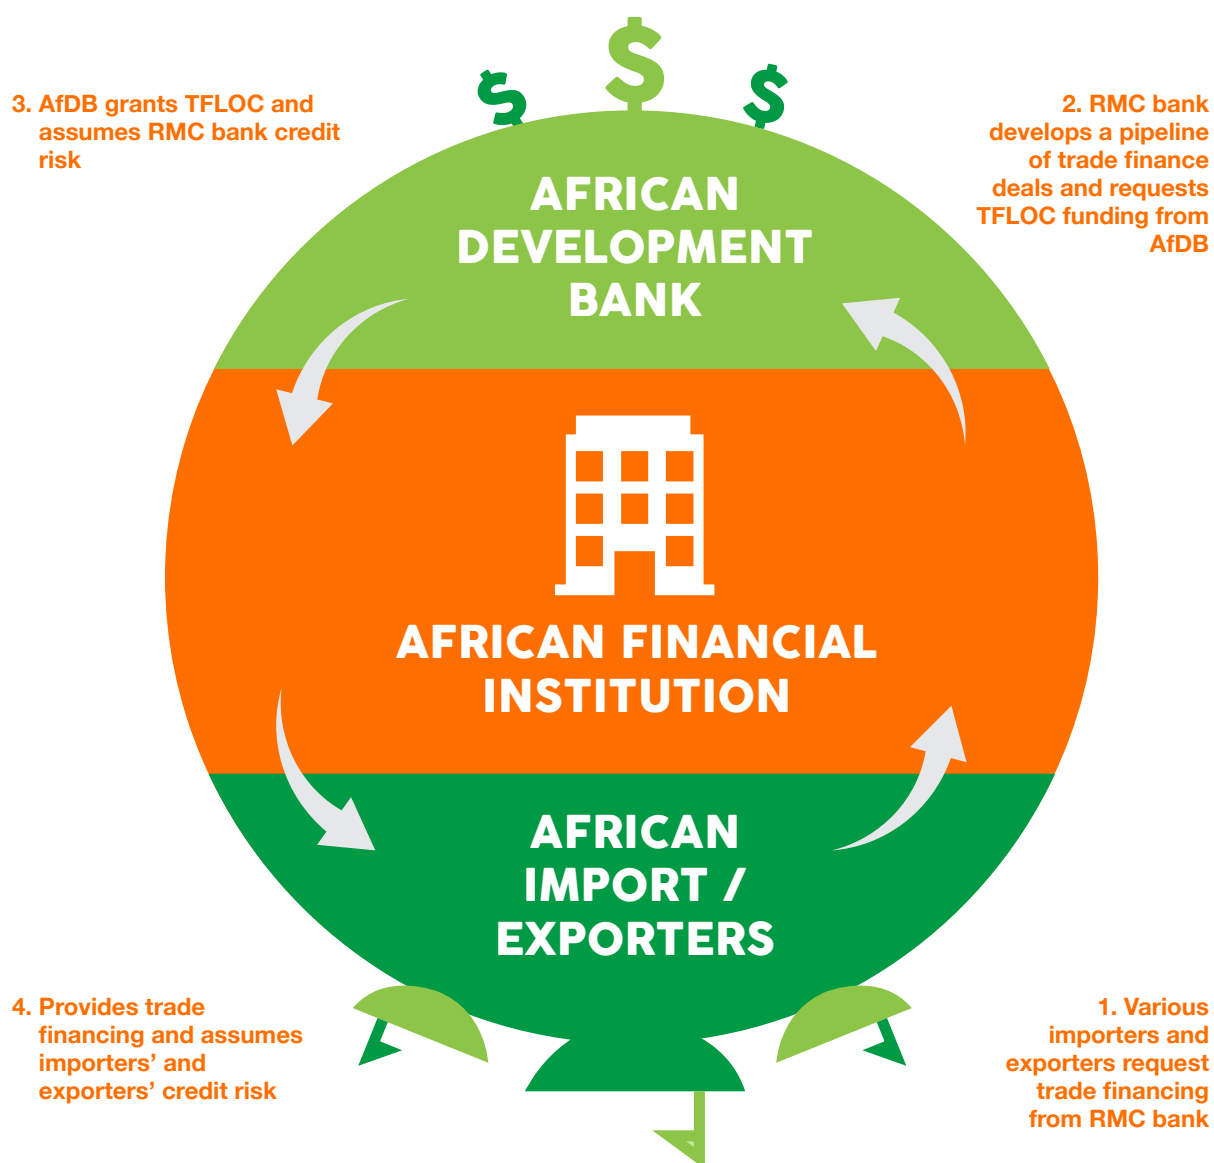 3. AfDB grants TFLOC and
assumes RMC bank credit
risk
2. RMC bank
develops a pipeline
of trade finance
deals and requests
TFLOC funding from
AfDB
AFRICAN
DEVELOPMENT
BANK
AFRICAN FINANCIAL
INSTITUTION
AFRICAN
IMPORT /
EXPORTERS
4. Provides trade
financing and assumes
importers’ and
exporters’ credit risk
1. Various
importers and
exporters request
trade financing
from RMC bank